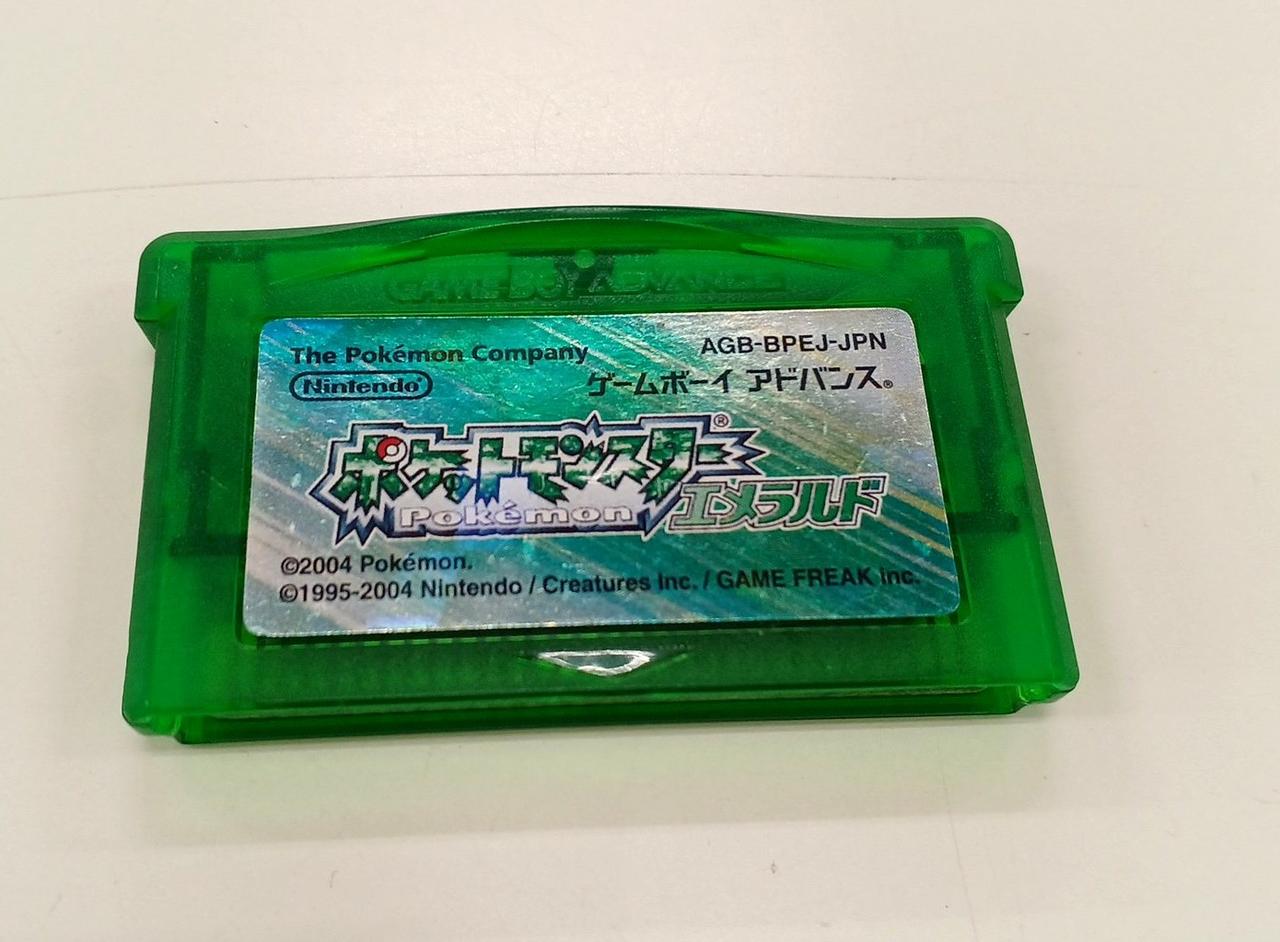 GAME BOY ADVANCE
The Pokémon Company
AGB-BPEJ-JPN
Nintendo®
ゲームボーイ アドバンス®
ポケットモンスター®
Pokémon
エメラルド
©2004 Pokémon.
©1995-2004 Nintendo / Creatures Inc. / GAME FREAK inc.